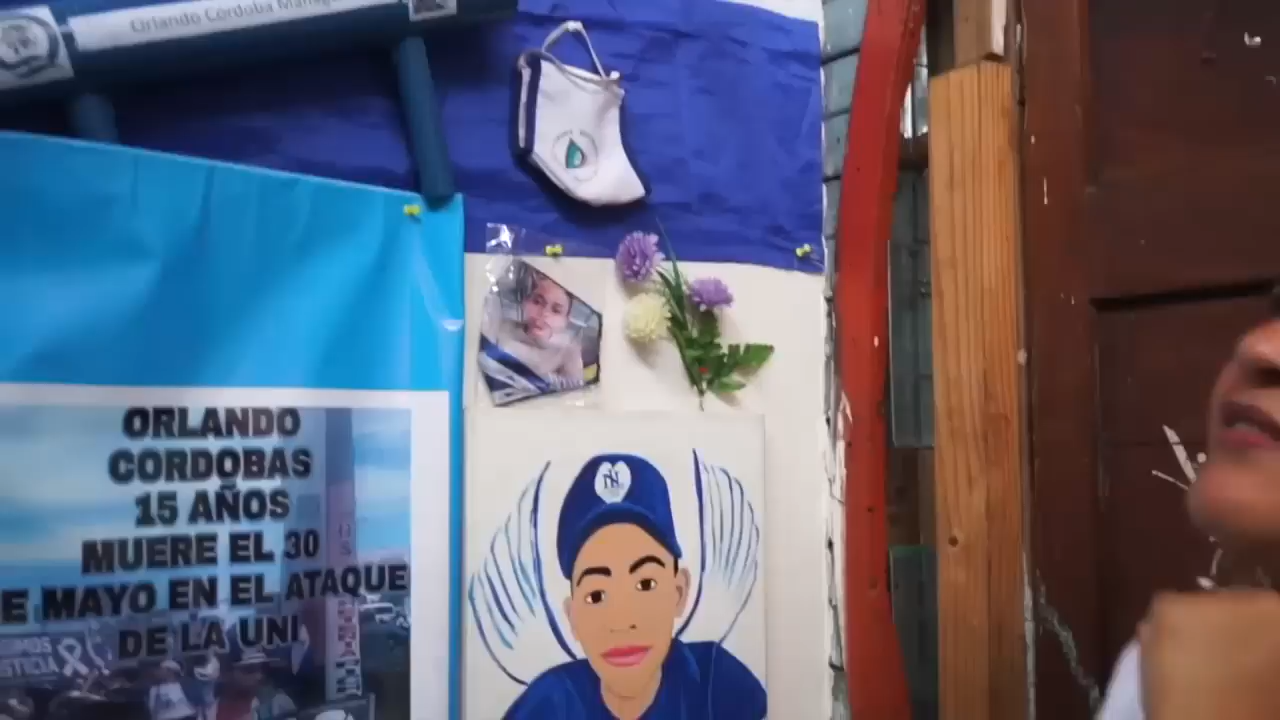 Orlando Cordoba
ORLANDO
CORDOBAS
15 AÑOS
MUERE EL 30
E MAYO EN EL ATAQUE
DE LA UNI